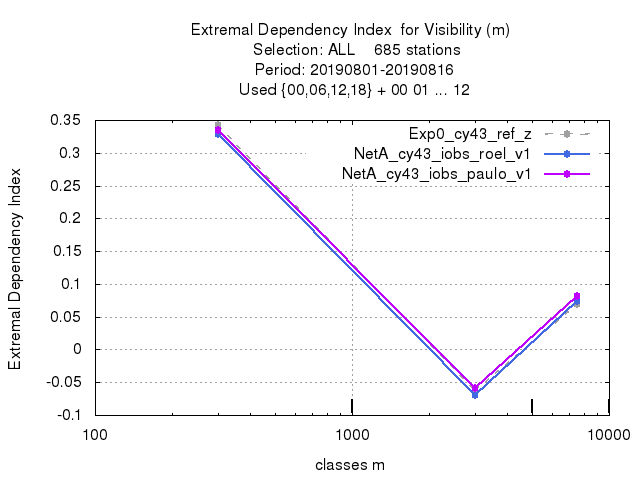 Extremal Dependency Index  for Visibility (m)
Selection: ALL    685 stations
Period: 20190801-20190816
Used {00,06,12,18} + 00 01 ... 12
Exp0_cy43_ref_z
NetA_cy43_iobs_roel_v1
NetA_cy43_iobs_paulo_v1
Extremal Dependency Index
0.35
0.3
0.25
0.2
0.15
0.1
0.05
0
-0.05
-0.1
100 1000 10000
classes m